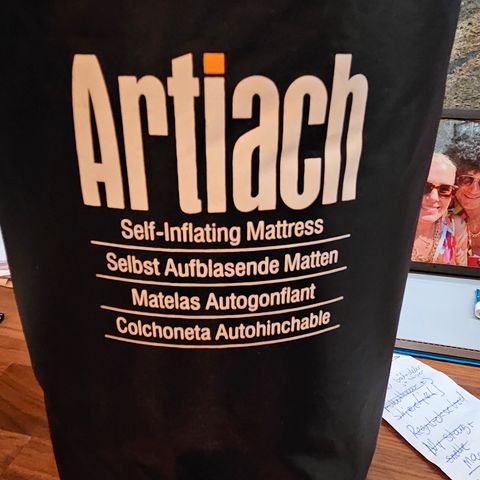 Artiach
Self-Inflating Mattress
Selbst Aufblasende Matten
Matelas Autogonflant
Colchoneta Autohinchable